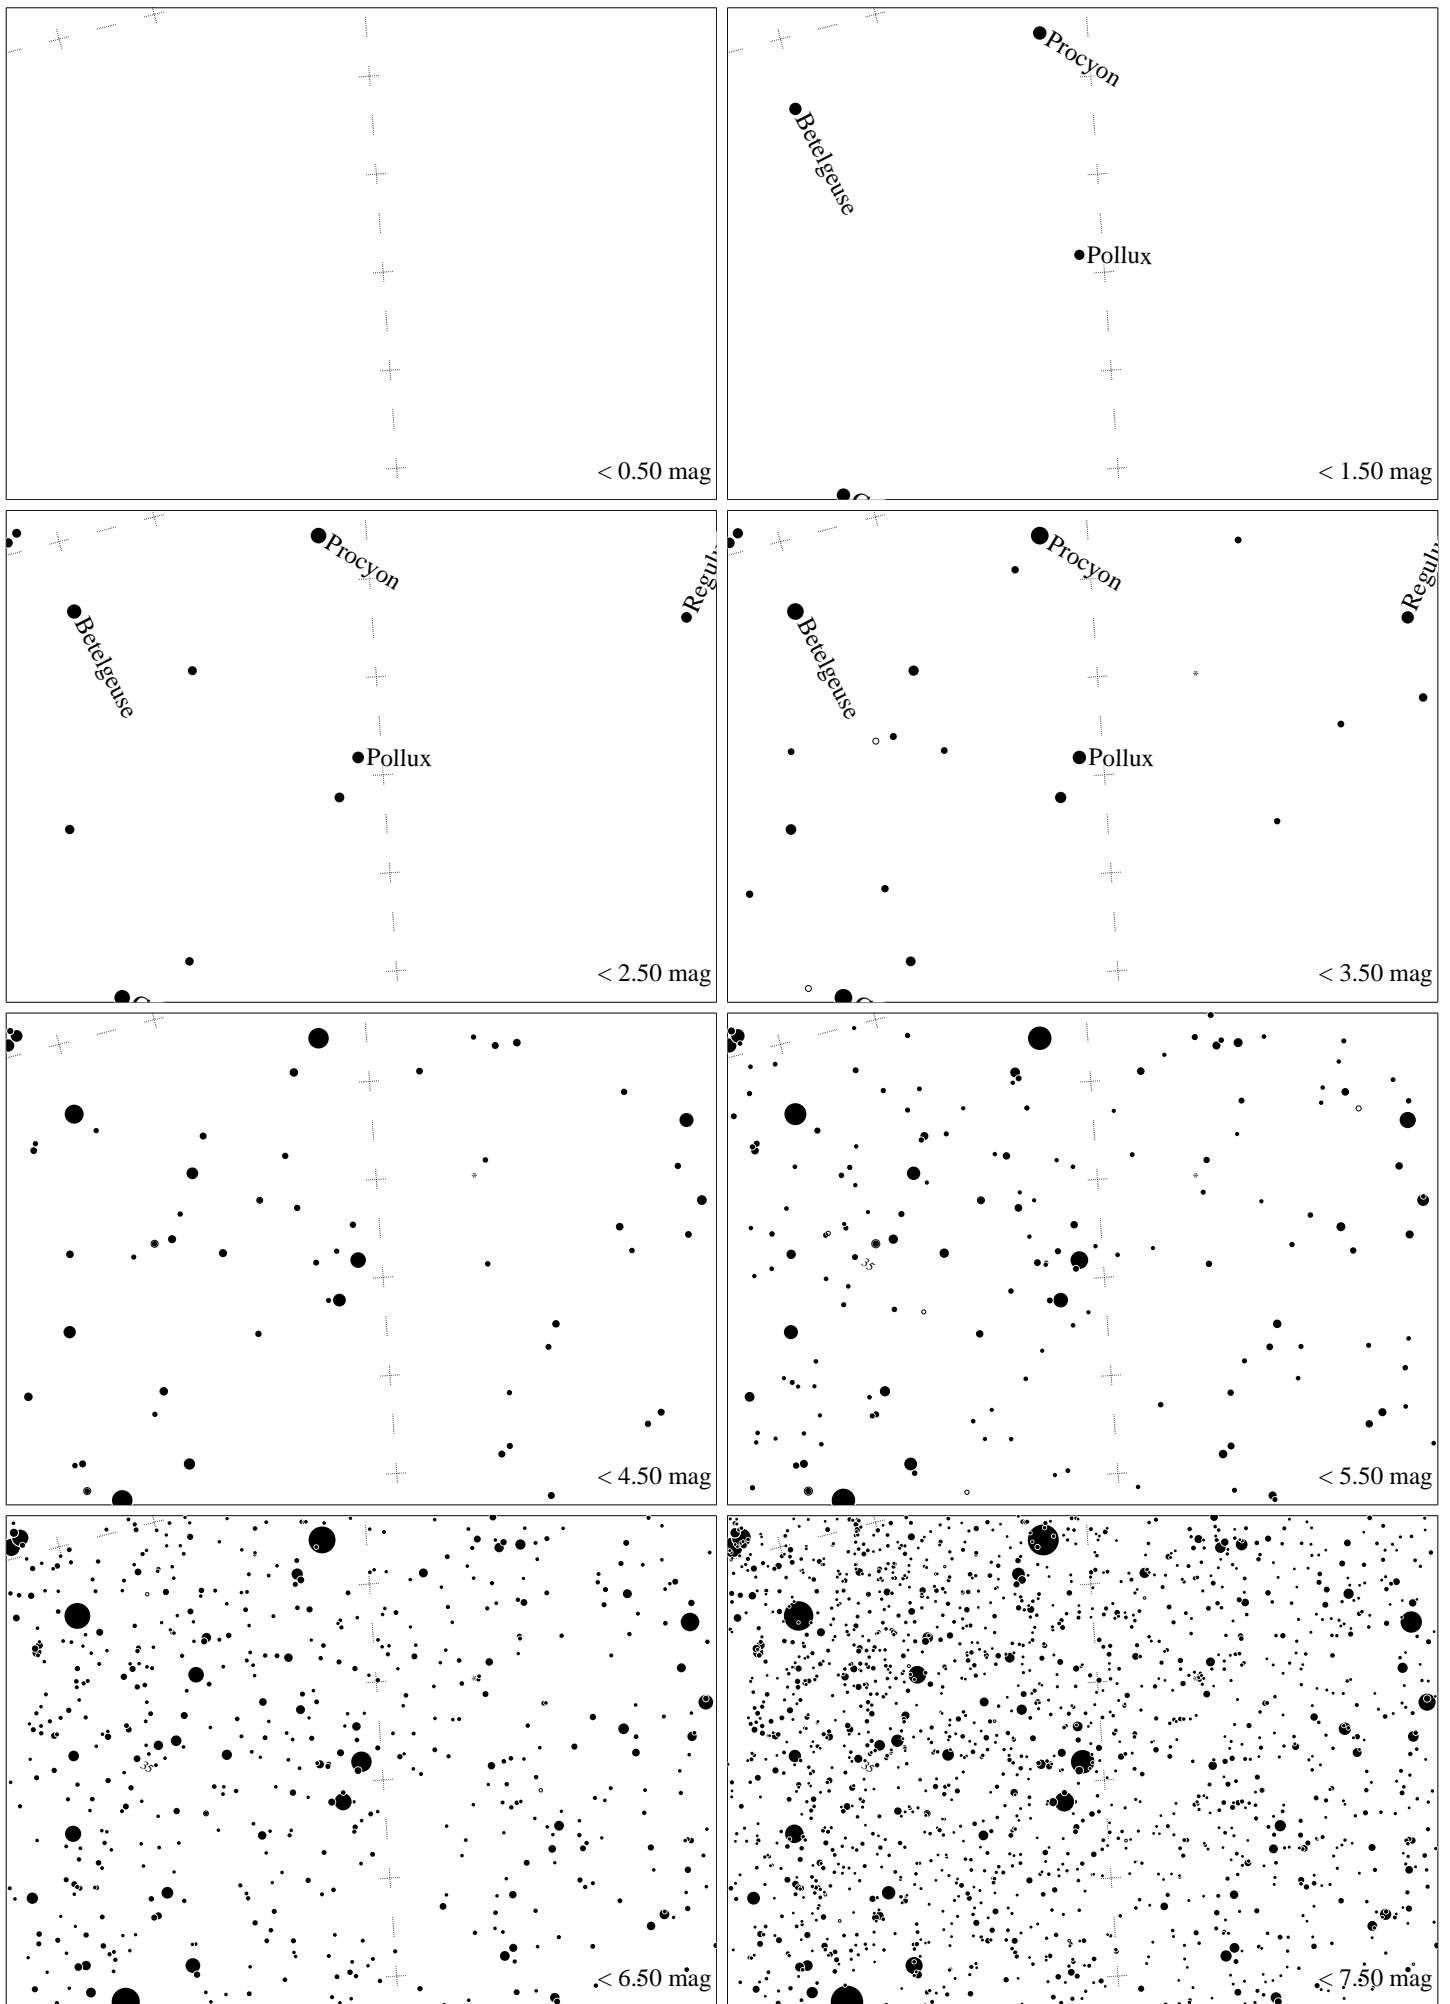 < 0.50 mag
Procyon
Betelgeuse
Pollux
< 1.50 mag
Procyon
Betelgeuse
Pollux
< 2.50 mag
Procyon
Betelgeuse
Pollux
< 3.50 mag
< 4.50 mag
35
< 5.50 mag
35
< 6.50 mag
35
< 7.50 mag